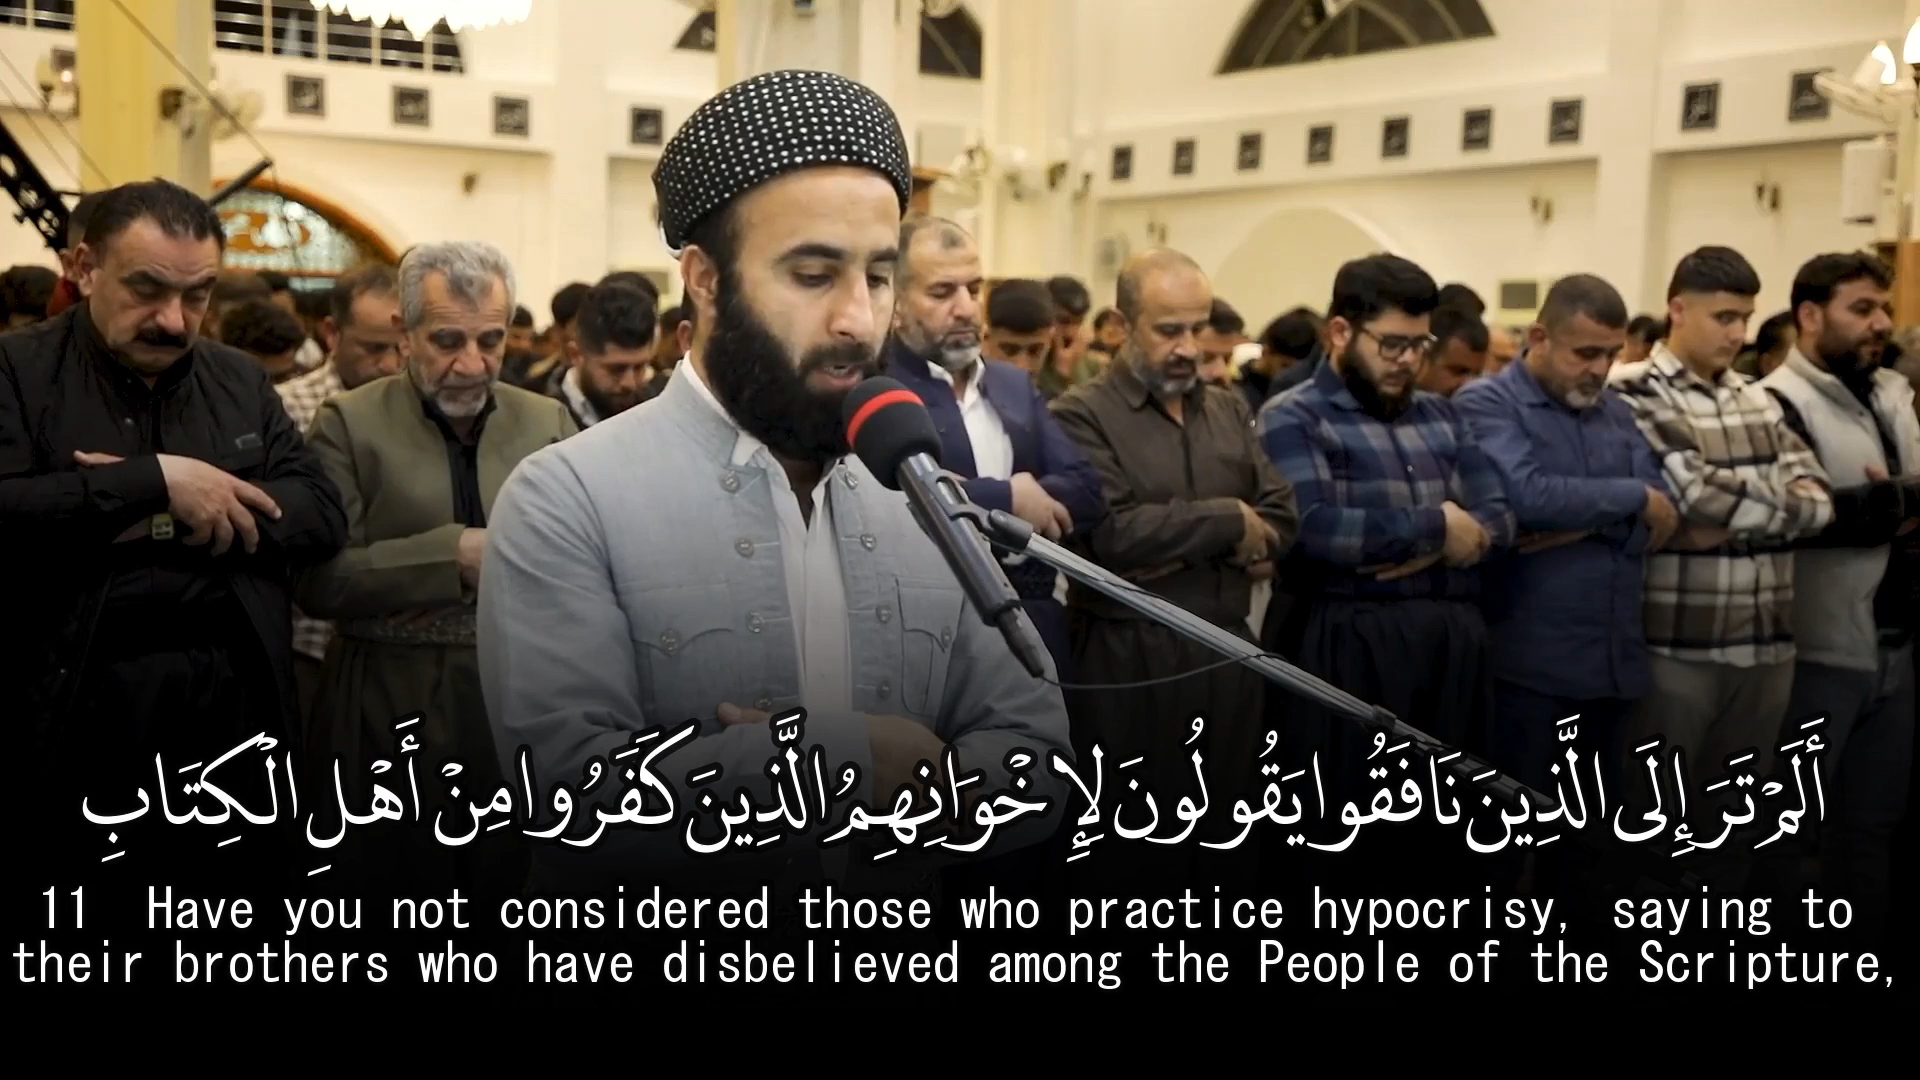 أَلَمْ تَرَ إِلَى الَّذِينَ نَافَقُوا يَقُولُونَ لِإِخْوَانِهِمُ الَّذِينَ كَفَرُوا مِنْ أَهْلِ الْكِتَابِ
11 Have you not considered those who practice hypocrisy, saying to
their brothers who have disbelieved among the People of the Scripture,